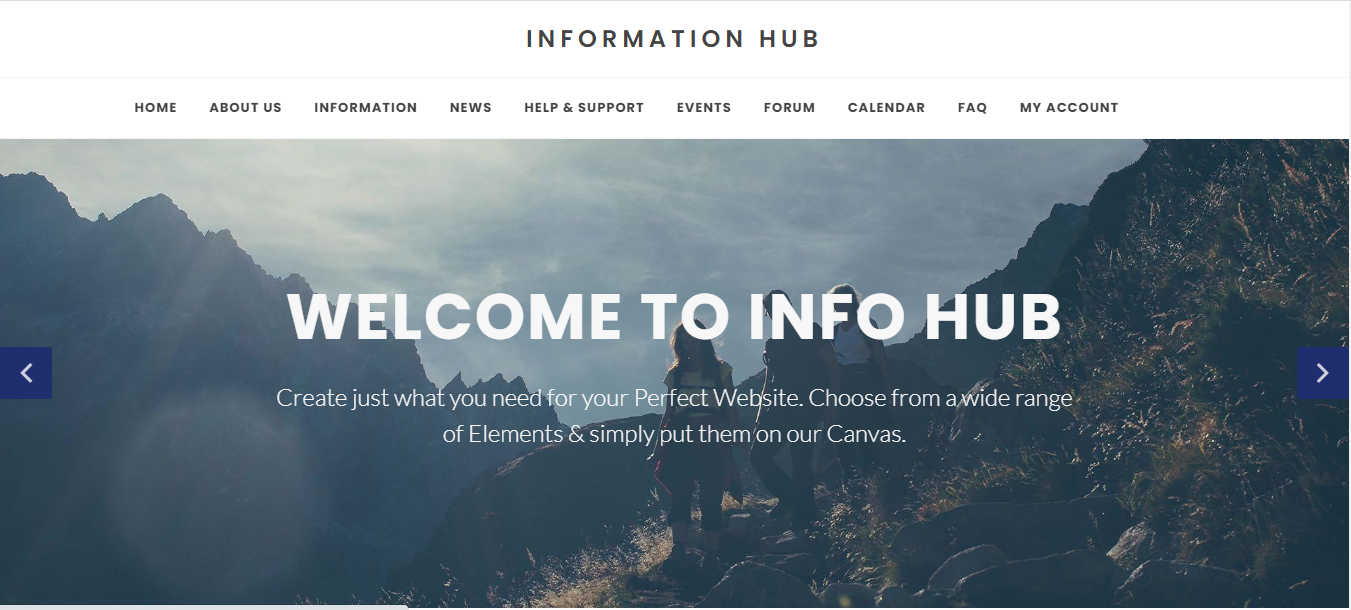 INFORMATION HUB
HOME ABOUT US INFORMATION NEWS HELP & SUPPORT EVENTS FORUM CALENDAR FAQ MY ACCOUNT
WELCOME TO INFO HUB
Create just what you need for your Perfect Website. Choose from a wide range
of Elements & simply put them on our Canvas.